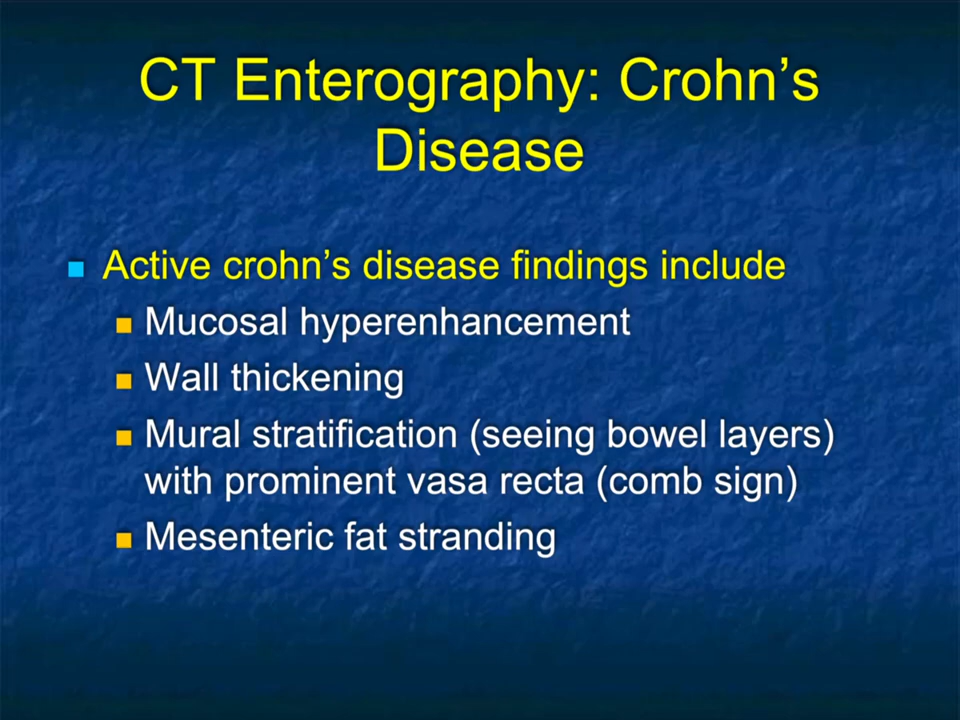 CT Enterography: Crohn’s
Disease
Active crohn’s disease findings include
Mucosal hyperenhancement
Wall thickening
Mural stratification (seeing bowel layers)
with prominent vasa recta (comb sign)
Mesenteric fat stranding